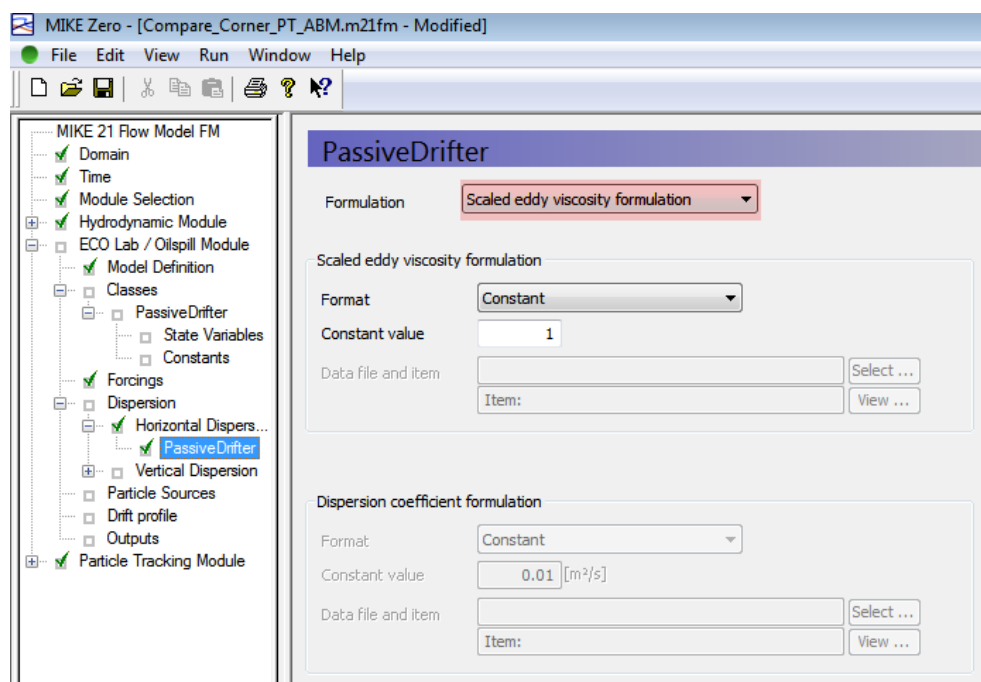 MIKE Zero - [Compare_Corner_PT_ABM.m21fm - Modified]
File Edit View Run Window Help
MIKE 21 Flow Model FM
Domain
Time
Module Selection
Hydrodynamic Module
ECO Lab / Oilspill Module
Model Definition
Classes
PassiveDrifter
State Variables
Constants
Forcings
Dispersion
Horizontal Dispers...
PassiveDrifter
Vertical Dispersion
Particle Sources
Drift profile
Outputs
Particle Tracking Module
PassiveDrifter
Formulation Scaled eddy viscosity formulation
Scaled eddy viscosity formulation
Format Constant
Constant value 1
Data file and item Select ...
Item: View ...
Dispersion coefficient formulation
Format Constant
Constant value 0.01 [m²/s]
Data file and item Select ...
Item: View ...